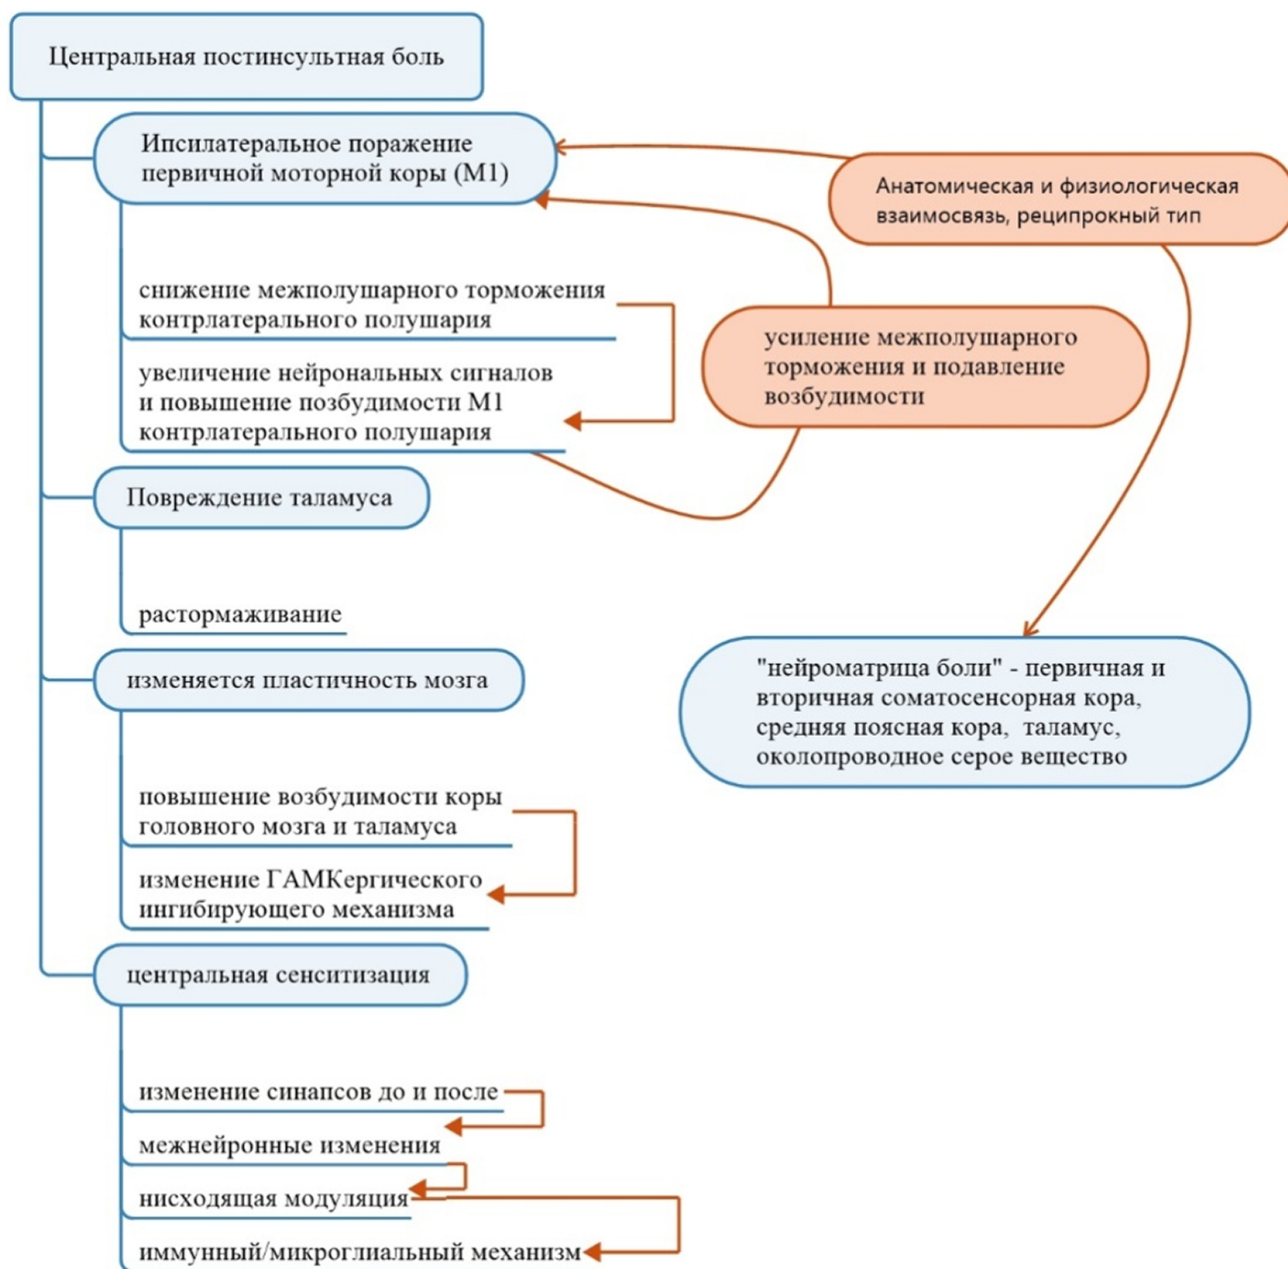 Центральная постинсультная боль
Ипсилатеральное поражение
первичной моторной коры (М1)
Анатомическая и физиологическая
взаимосвязь, реципрокный тип
снижение межполушарного торможения
контрлатерального полушария
увеличение нейрональных сигналов
и повышение позбудимости М1
контрлатерального полушария
усиление межполушарного
торможения и подавление
возбудимости
Повреждение таламуса
растормаживание
изменяется пластичность мозга
"нейроматрица боли" - первичная и
вторичная соматосенсорная кора,
средняя поясная кора, таламус,
околопроводное серое вещество
повышение возбудимости коры
головного мозга и таламуса
изменение ГАМКергического
ингибирующего механизма
центральная сенситизация
изменение синапсов до и после
межнейронные изменения
нисходящая модуляция
иммунный/микроглиальный механизм